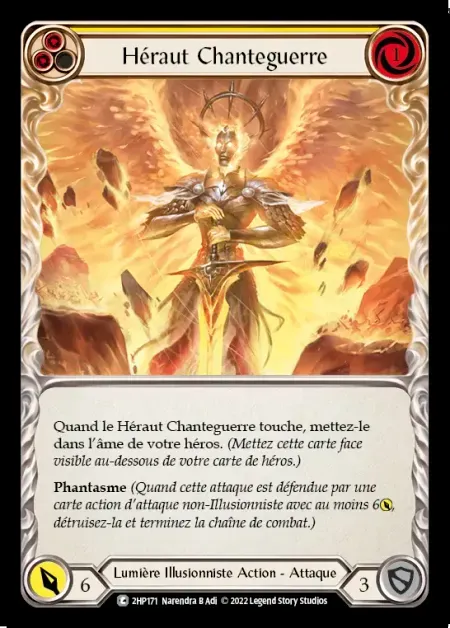 Héraut Chanteguerre
1
Quand le Héraut Chanteguerre touche, mettez-le
dans l’âme de votre héros. (Mettez cette carte face
visible au-dessous de votre carte de héros.)
Phantasme (Quand cette attaque est défendue par une
carte action d’attaque non-Illusionniste avec au moins 6,
détruisez-la et terminez la chaîne de combat.)
6
Lumière Illusionniste Action - Attaque
3
C 2HP171 Narendra B Adi © 2022 Legend Story Studios